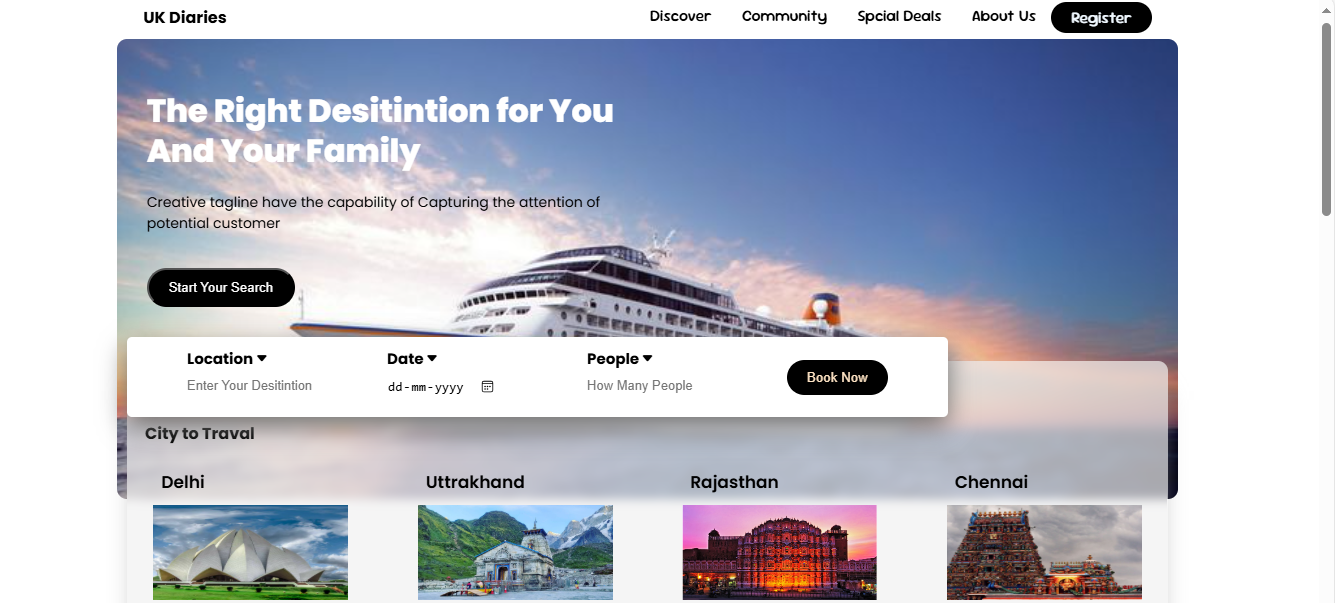 UK Diaries
Discover
Community
Spcial Deals
About Us
Register
The Right Desitintion for You
And Your Family
Creative tagline have the capability of Capturing the attention of
potential customer
Start Your Search
Location
Date
People
Enter Your Desitintion
dd-mm-yyyy
How Many People
Book Now
City to Traval
Delhi
Uttrakhand
Rajasthan
Chennai